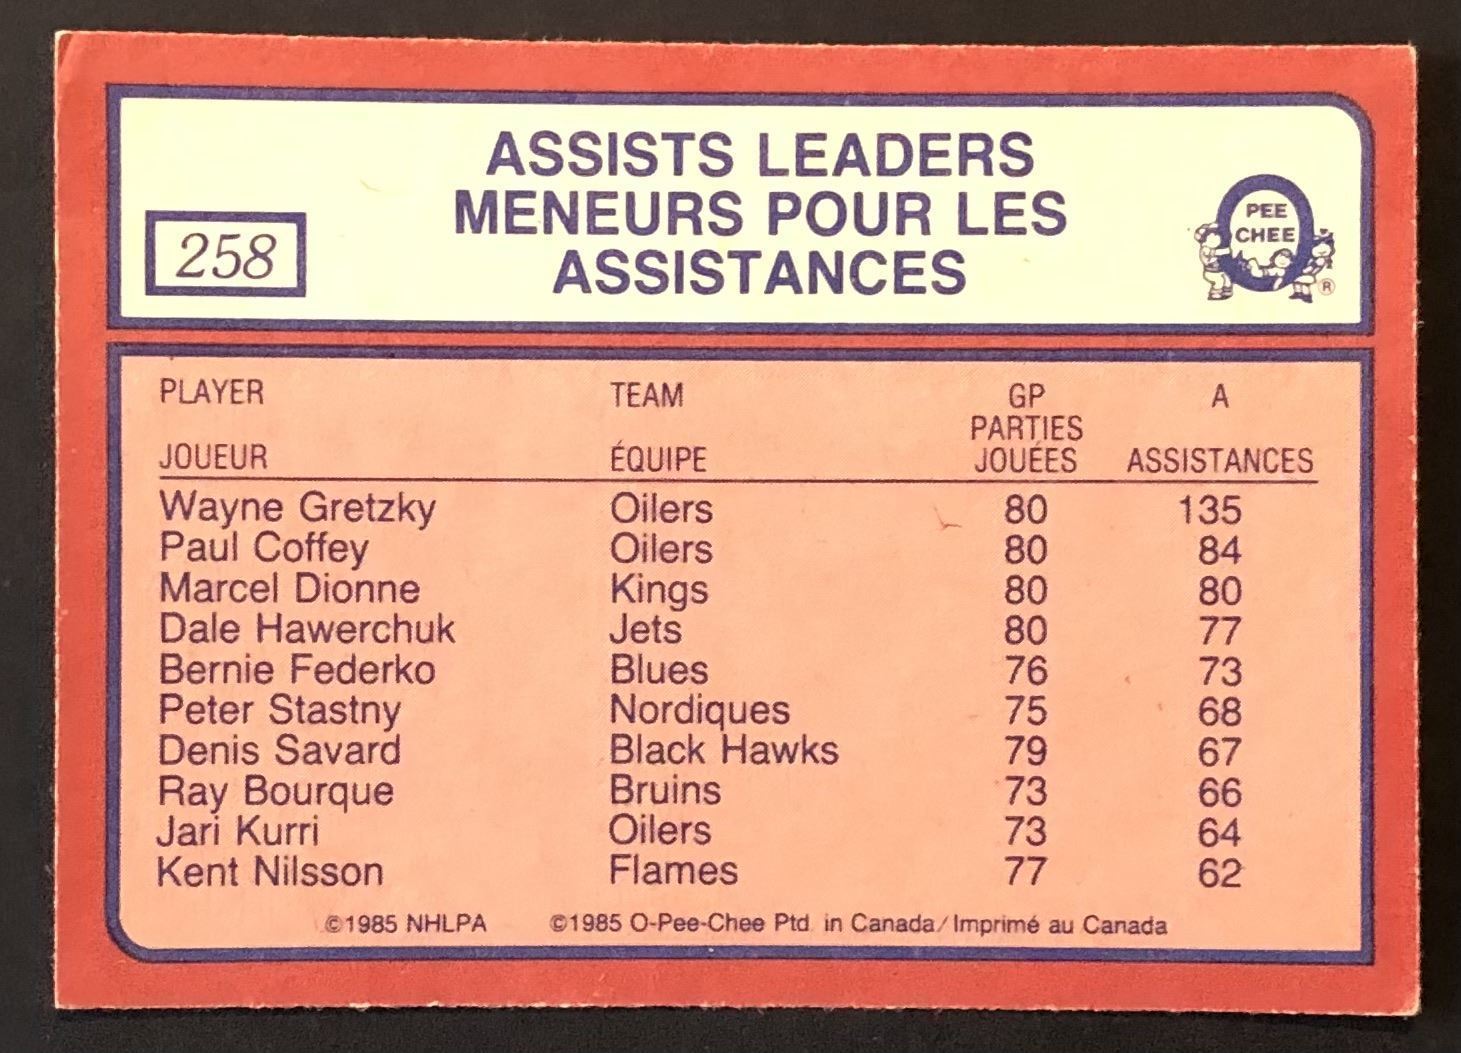 ASSISTS LEADERS
MENEURS POUR LES
ASSISTANCES
258
PEE
CHEE
®
PLAYER TEAM GP A
PARTIES
JOUEUR ÉQUIPE JOUÉES ASSISTANCES
Wayne Gretzky Oilers 80 135
Paul Coffey Oilers 80 84
Marcel Dionne Kings 80 80
Dale Hawerchuk Jets 80 77
Bernie Federko Blues 76 73
Peter Stastny Nordiques 75 68
Denis Savard Black Hawks 79 67
Ray Bourque Bruins 73 66
Jari Kurri Oilers 73 64
Kent Nilsson Flames 77 62
©1985 NHLPA ©1985 O-Pee-Chee Ptd. in Canada/Imprimé au Canada